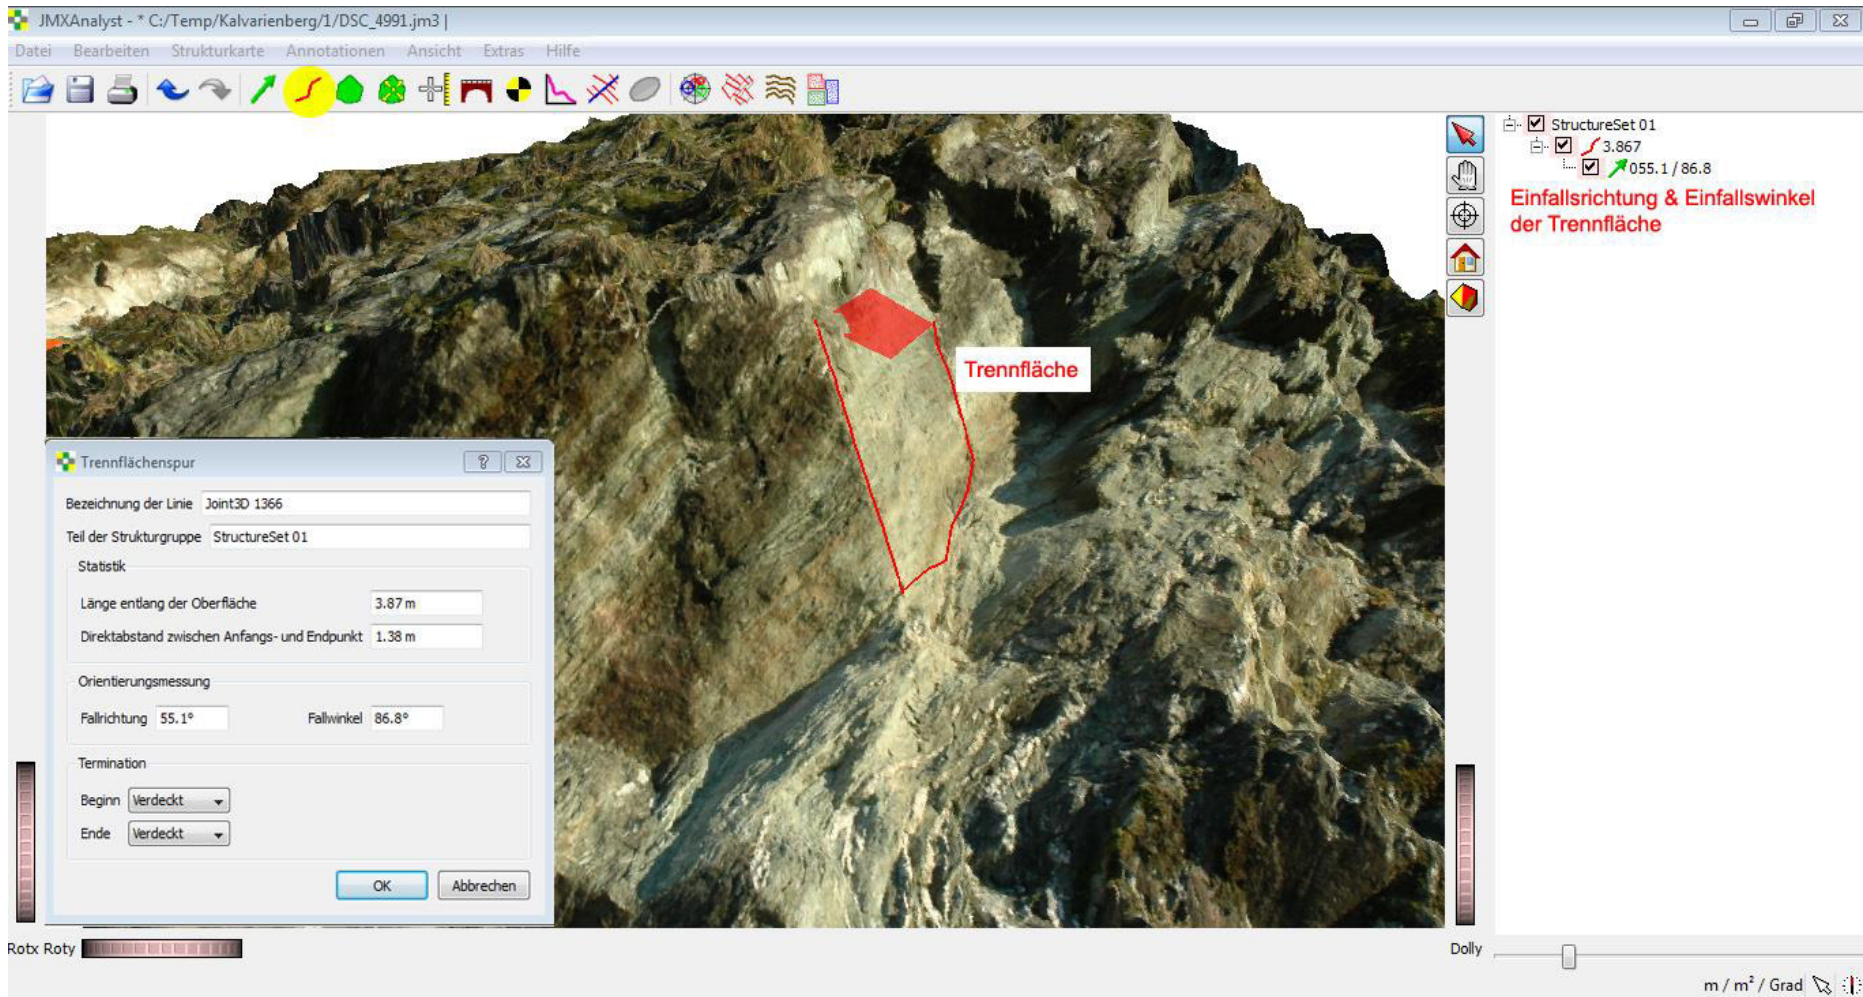 JMXAnalyst - * C:/Temp/Kalvarienberg/1/DSC_4991.jm3 |
Datei Bearbeiten Strukturkarte Annotationen Ansicht Extras Hilfe
StructureSet 01
3.867
055.1 / 86.8
Einfallsrichtung & Einfallswinkel
der Trennfläche
Trennfläche
Trennflächenspur
Bezeichnung der Linie Joint3D 1366
Teil der Strukturgruppe StructureSet 01
Statistik
Länge entlang der Oberfläche 3.87 m
Direktabstand zwischen Anfangs- und Endpunkt 1.38 m
Orientierungsmessung
Fallrichtung 55.1° Fallwinkel 86.8°
Termination
Beginn Verdeckt
Ende Verdeckt
OK Abbrechen
Rotx Roty
Dolly
m / m² / Grad